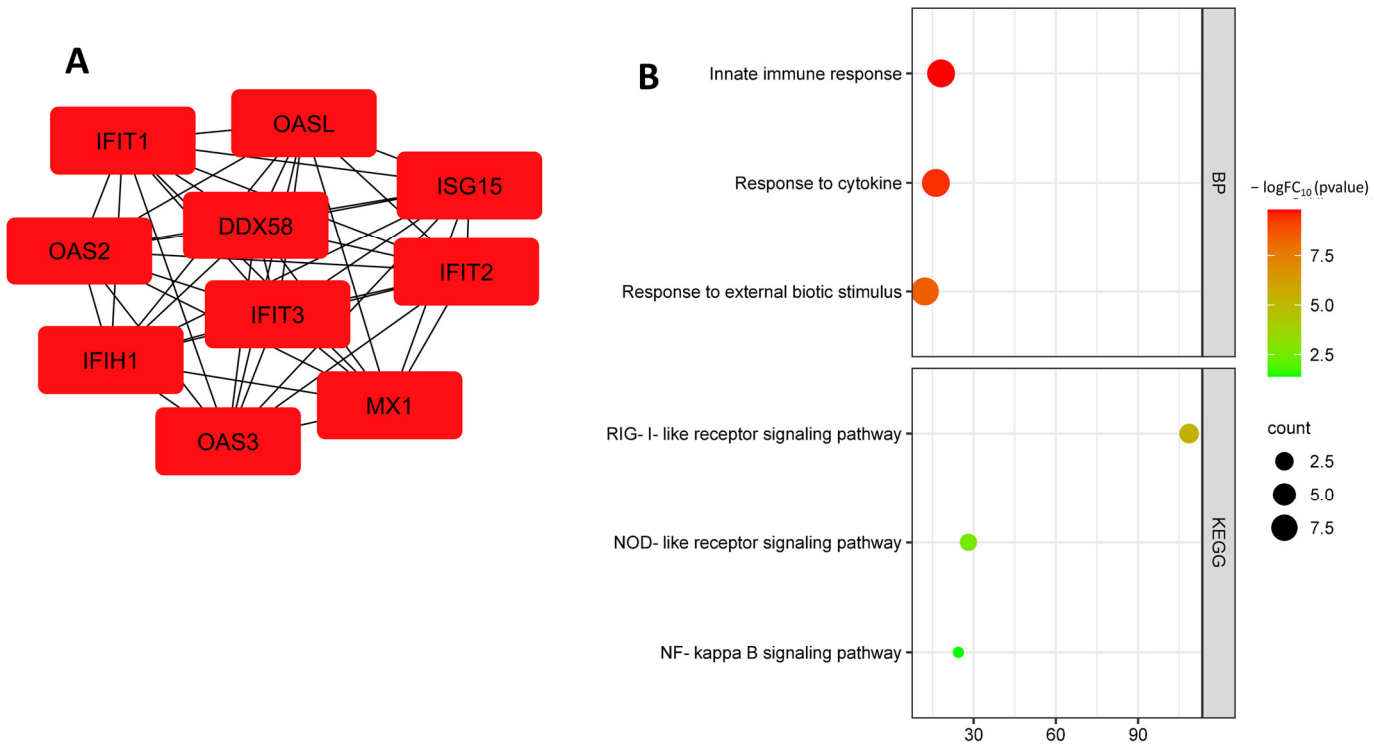 A
IFIT1
OASL
ISG15
DDX58
OAS2
IFIT2
IFIT3
IFIH1
MX1
OAS3
B
Innate immune response
Response to cytokine
Response to external biotic stimulus
BP
RIG- I- like receptor signaling pathway
NOD- like receptor signaling pathway
NF- kappa B signaling pathway
KEGG
30 60 90
– logFC10 (pvalue)
7.5
5.0
2.5
count
2.5
5.0
7.5